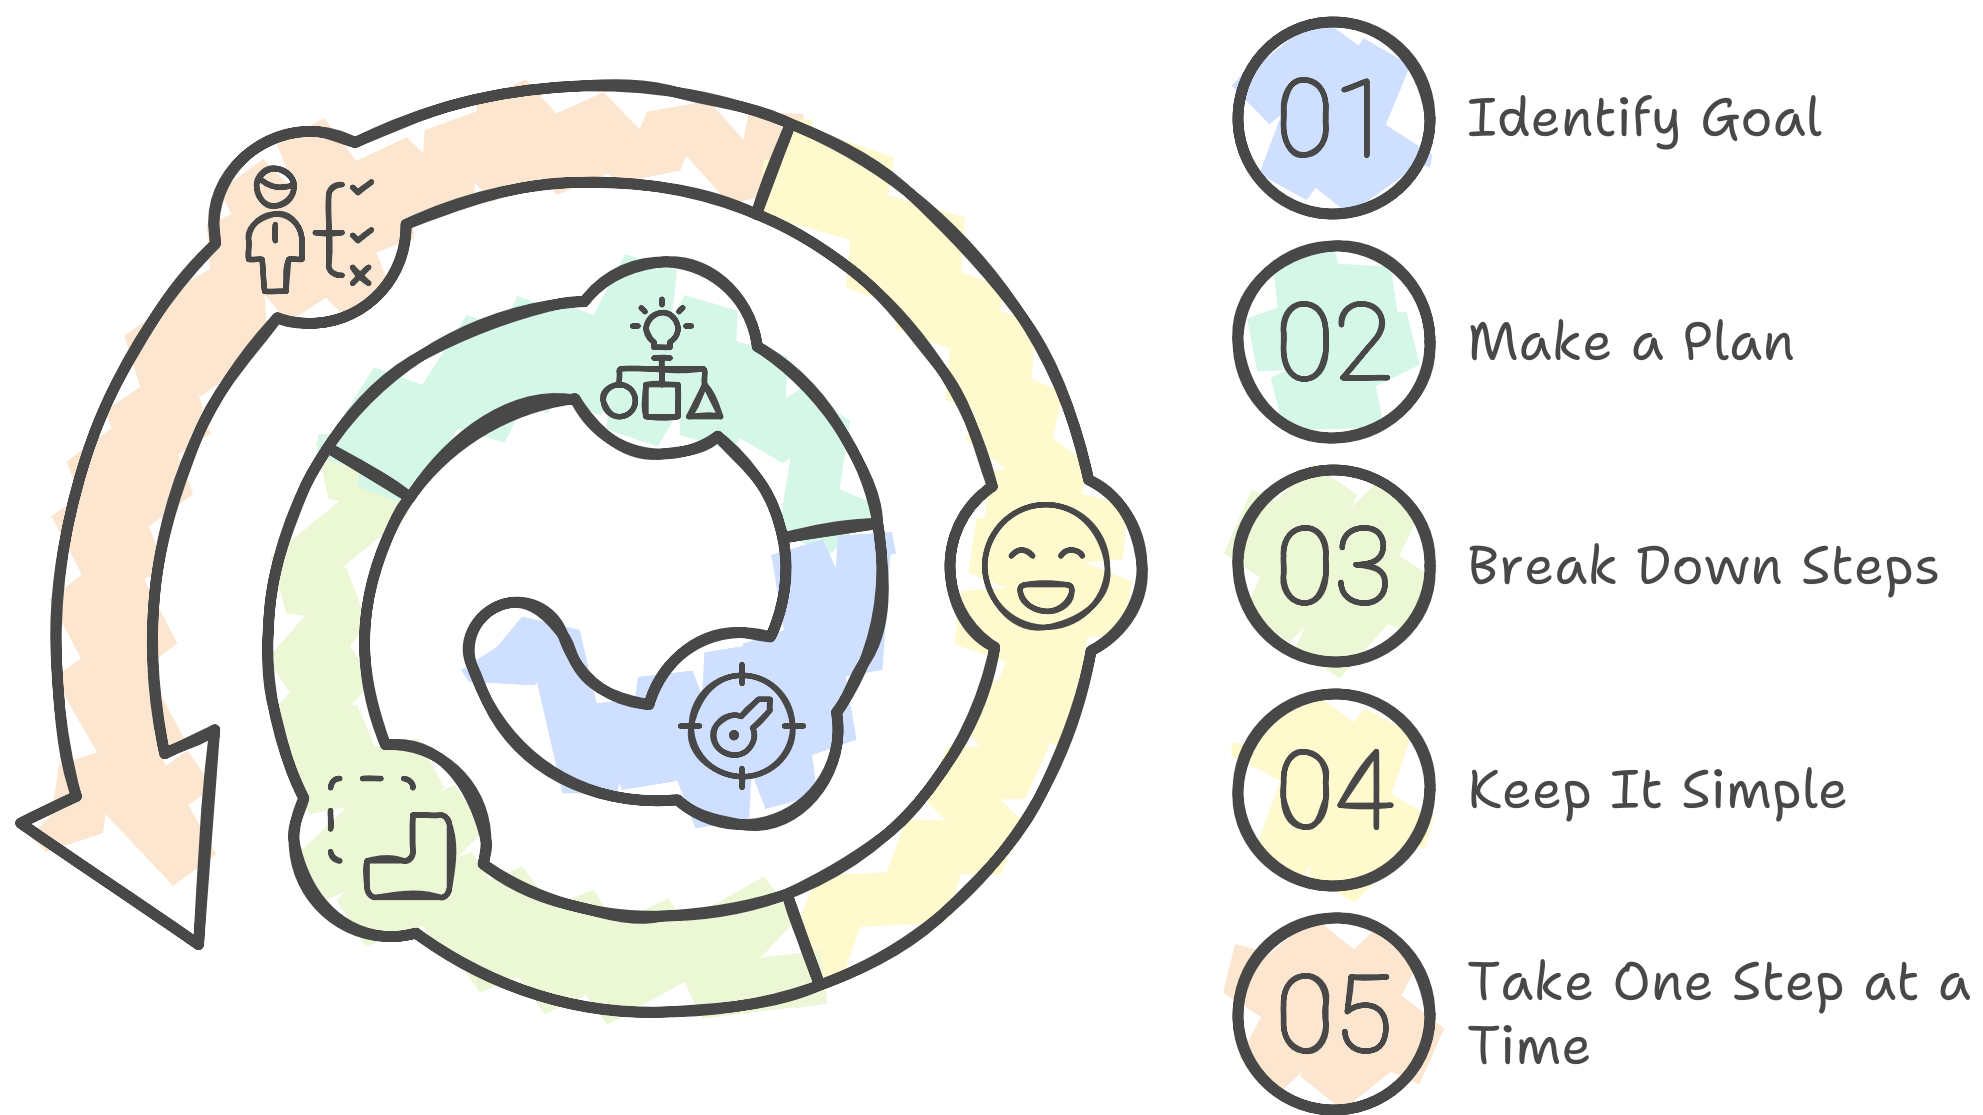 01
Identify Goal
02
Make a Plan
03
Break Down Steps
04
Keep It Simple
05
Take One Step at a
Time